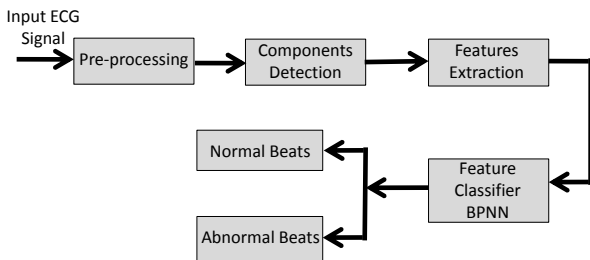 Input ECG
Signal
Pre-processing
Components
Detection
Features
Extraction
Normal Beats
Feature
Classifier
BPNN
Abnormal Beats